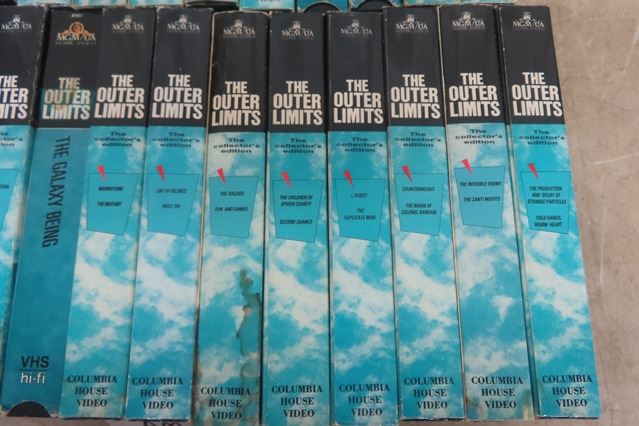 THE
OUTER
LIMITS
MGM/UA
HOME VIDEO
THE
OUTER
LIMITS
THE GALAXY BEING
VHS
hi-fi
MGM/UA
THE
OUTER
LIMITS
The
collector's
edition
MOONSTONE
THE MUTANT
COLUMBIA
HOUSE
VIDEO
MGM/UA
THE
OUTER
LIMITS
The
collector's
edition
CRY OF SILENCE
WOLF 359
COLUMBIA
HOUSE
VIDEO
MGM/UA
THE
OUTER
LIMITS
The
collector's
edition
THE SOLDIER
FUN AND GAMES
COLUMBIA
HOUSE
VIDEO
MGM/UA
THE
OUTER
LIMITS
The
collector's
edition
THE CHILDREN OF
SPIDER COUNTY
SECOND CHANCE
COLUMBIA
HOUSE
VIDEO
MGM/UA
THE
OUTER
LIMITS
The
collector's
edition
I, ROBOT
THE
DUPLICATE MAN
COLUMBIA
HOUSE
VIDEO
MGM/UA
THE
OUTER
LIMITS
The
collector's
edition
COUNTERWEIGHT
THE BRAIN OF
COLONEL BARHAM
COLUMBIA
HOUSE
VIDEO
MGM/UA
THE
OUTER
LIMITS
The
collector's
edition
THE INVISIBLE ENEMY
THE ZANTI MISFITS
COLUMBIA
HOUSE
VIDEO
MGM/UA
THE
OUTER
LIMITS
The
collector's
edition
THE PRODUCTION
AND DECAY OF
STRANGE PARTICLES
COLD HANDS,
WARM HEART
COLUMBIA
HOUSE
VIDEO